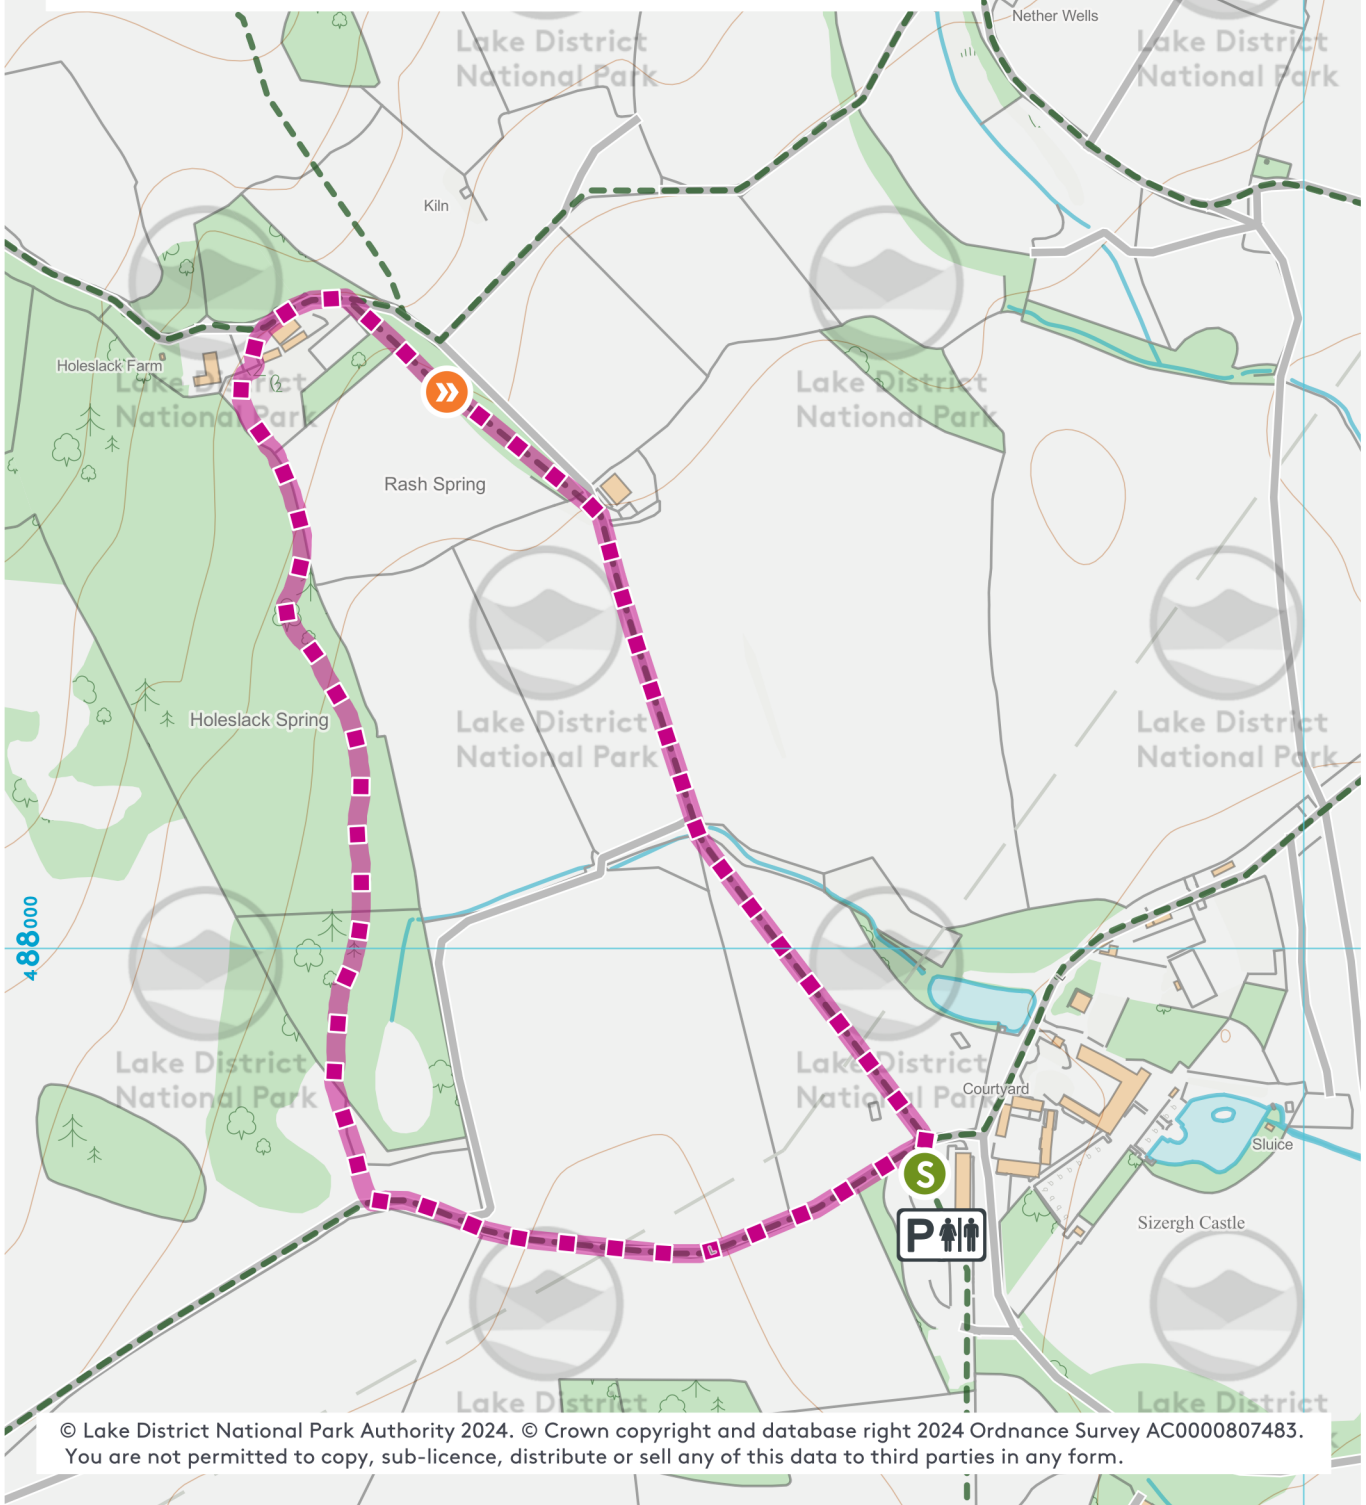 Nether Wells
Lake District
National Park
Lake District
National Park
Kiln
Holeslack Farm
Lake District
National Park
Lake District
National Park
Rash Spring
Holeslack Spring
Lake District
National Park
Lake District
National Park
488000
Lake District
National Park
Lake District
National Park
Courtyard
Sluice
S
Sizergh Castle
P
Lake District
Lake District
© Lake District National Park Authority 2024. © Crown copyright and database right 2024 Ordnance Survey AC0000807483.
You are not permitted to copy, sub-licence, distribute or sell any of this data to third parties in any form.